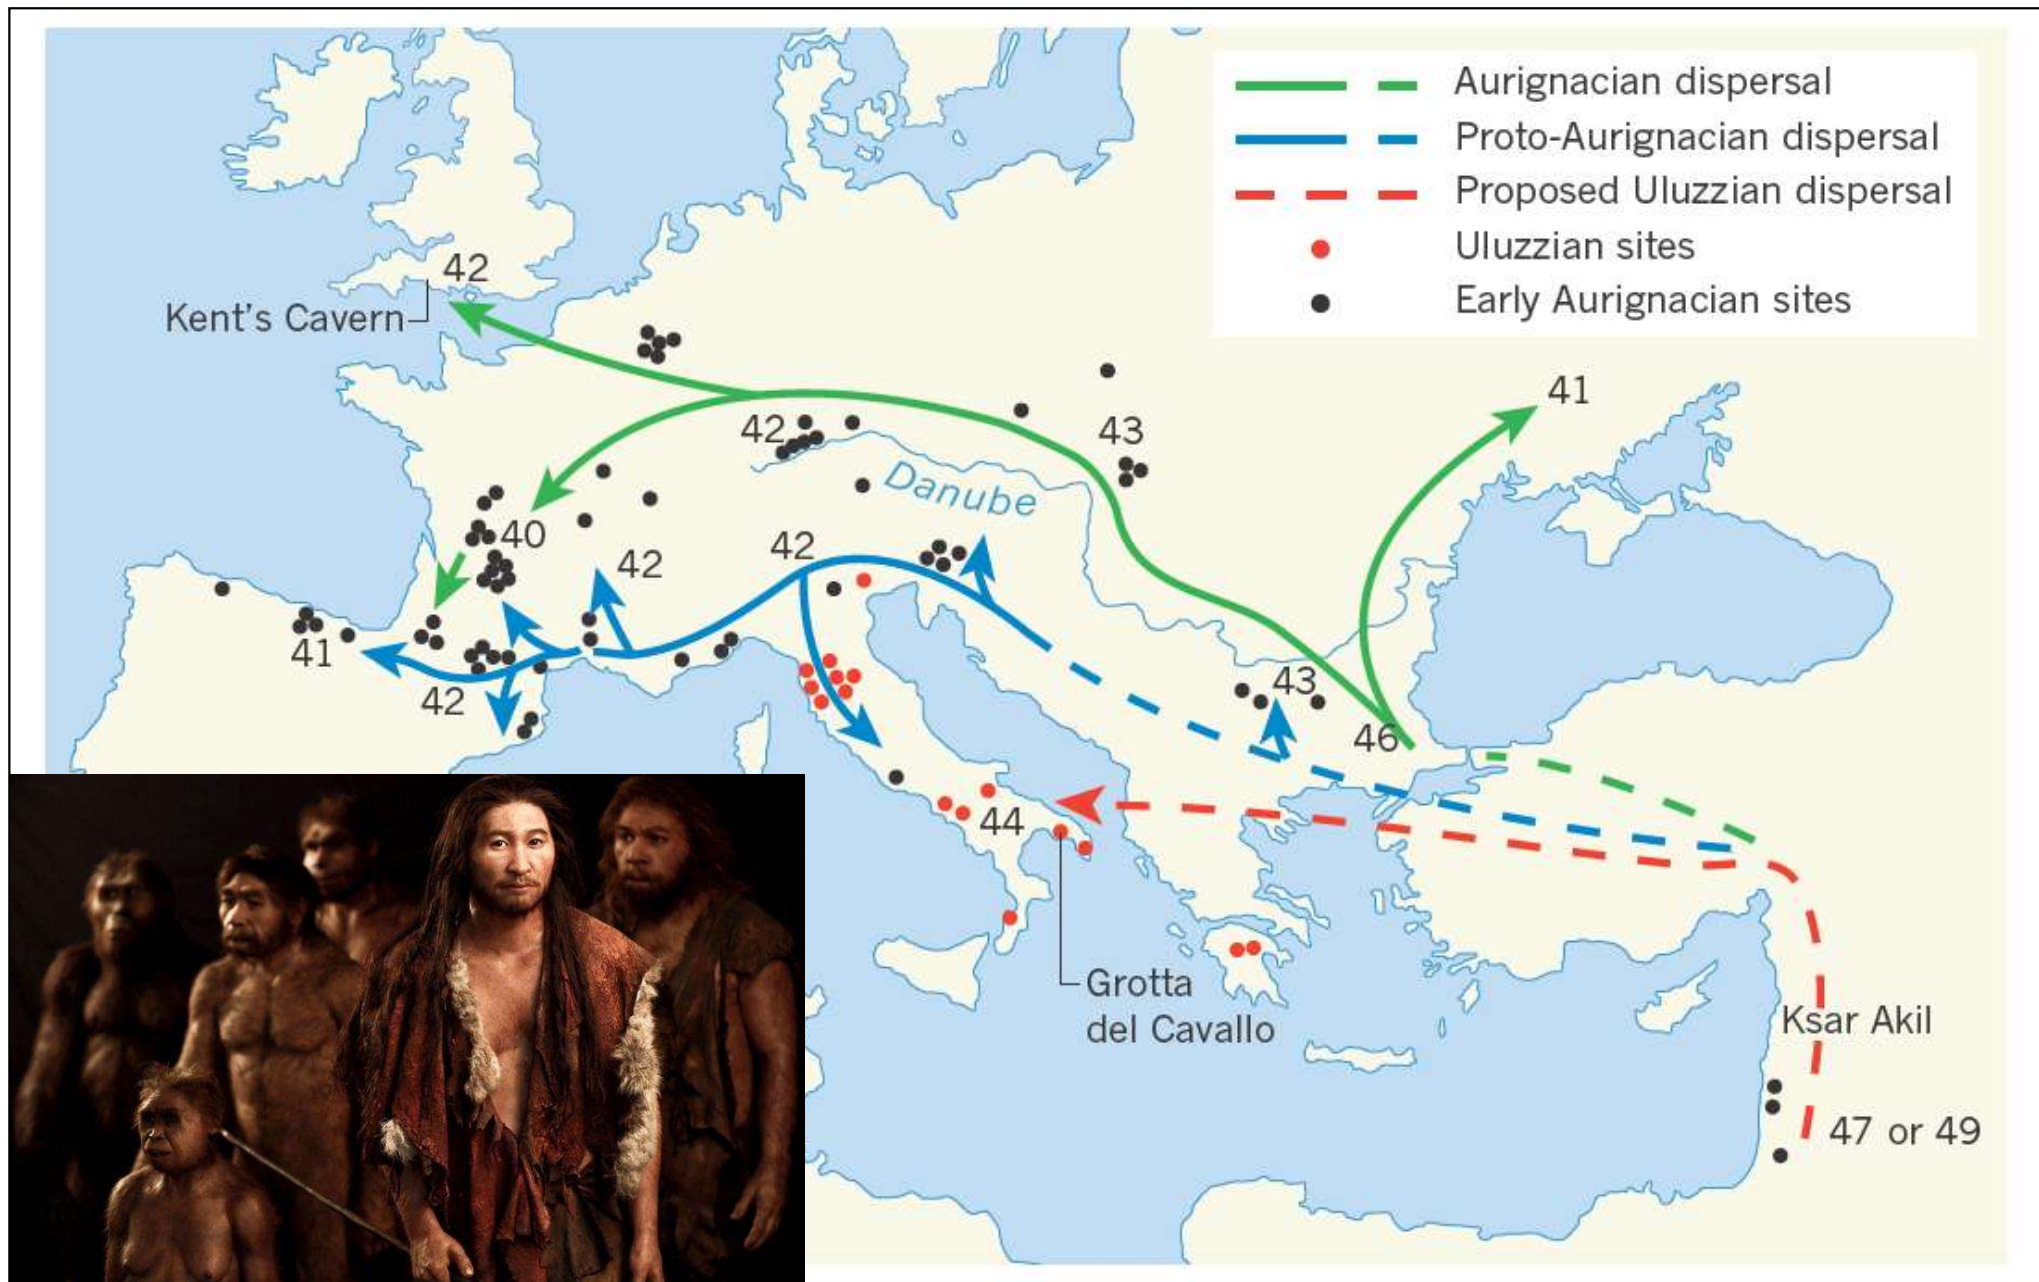 Aurignacian dispersal
Proto-Aurignacian dispersal
Proposed Uluzzian dispersal
Uluzzian sites
Early Aurignacian sites
42
Kent's Cavern
41
42
43
Danube
40
42
42
41
42
43
46
44
Grotta
del Cavallo
Ksar Akil
47 or 49